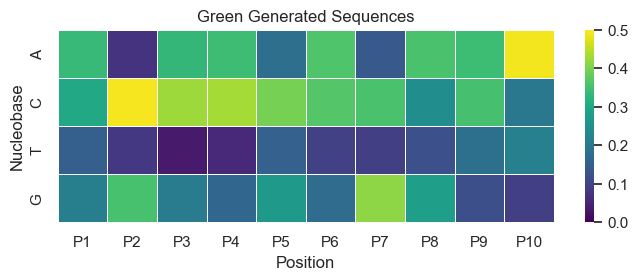 Green Generated Sequences
Nucleobase
A
C
T
G
P1 P2 P3 P4 P5 P6 P7 P8 P9 P10
Position
0.5
0.4
0.3
0.2
0.1
0.0